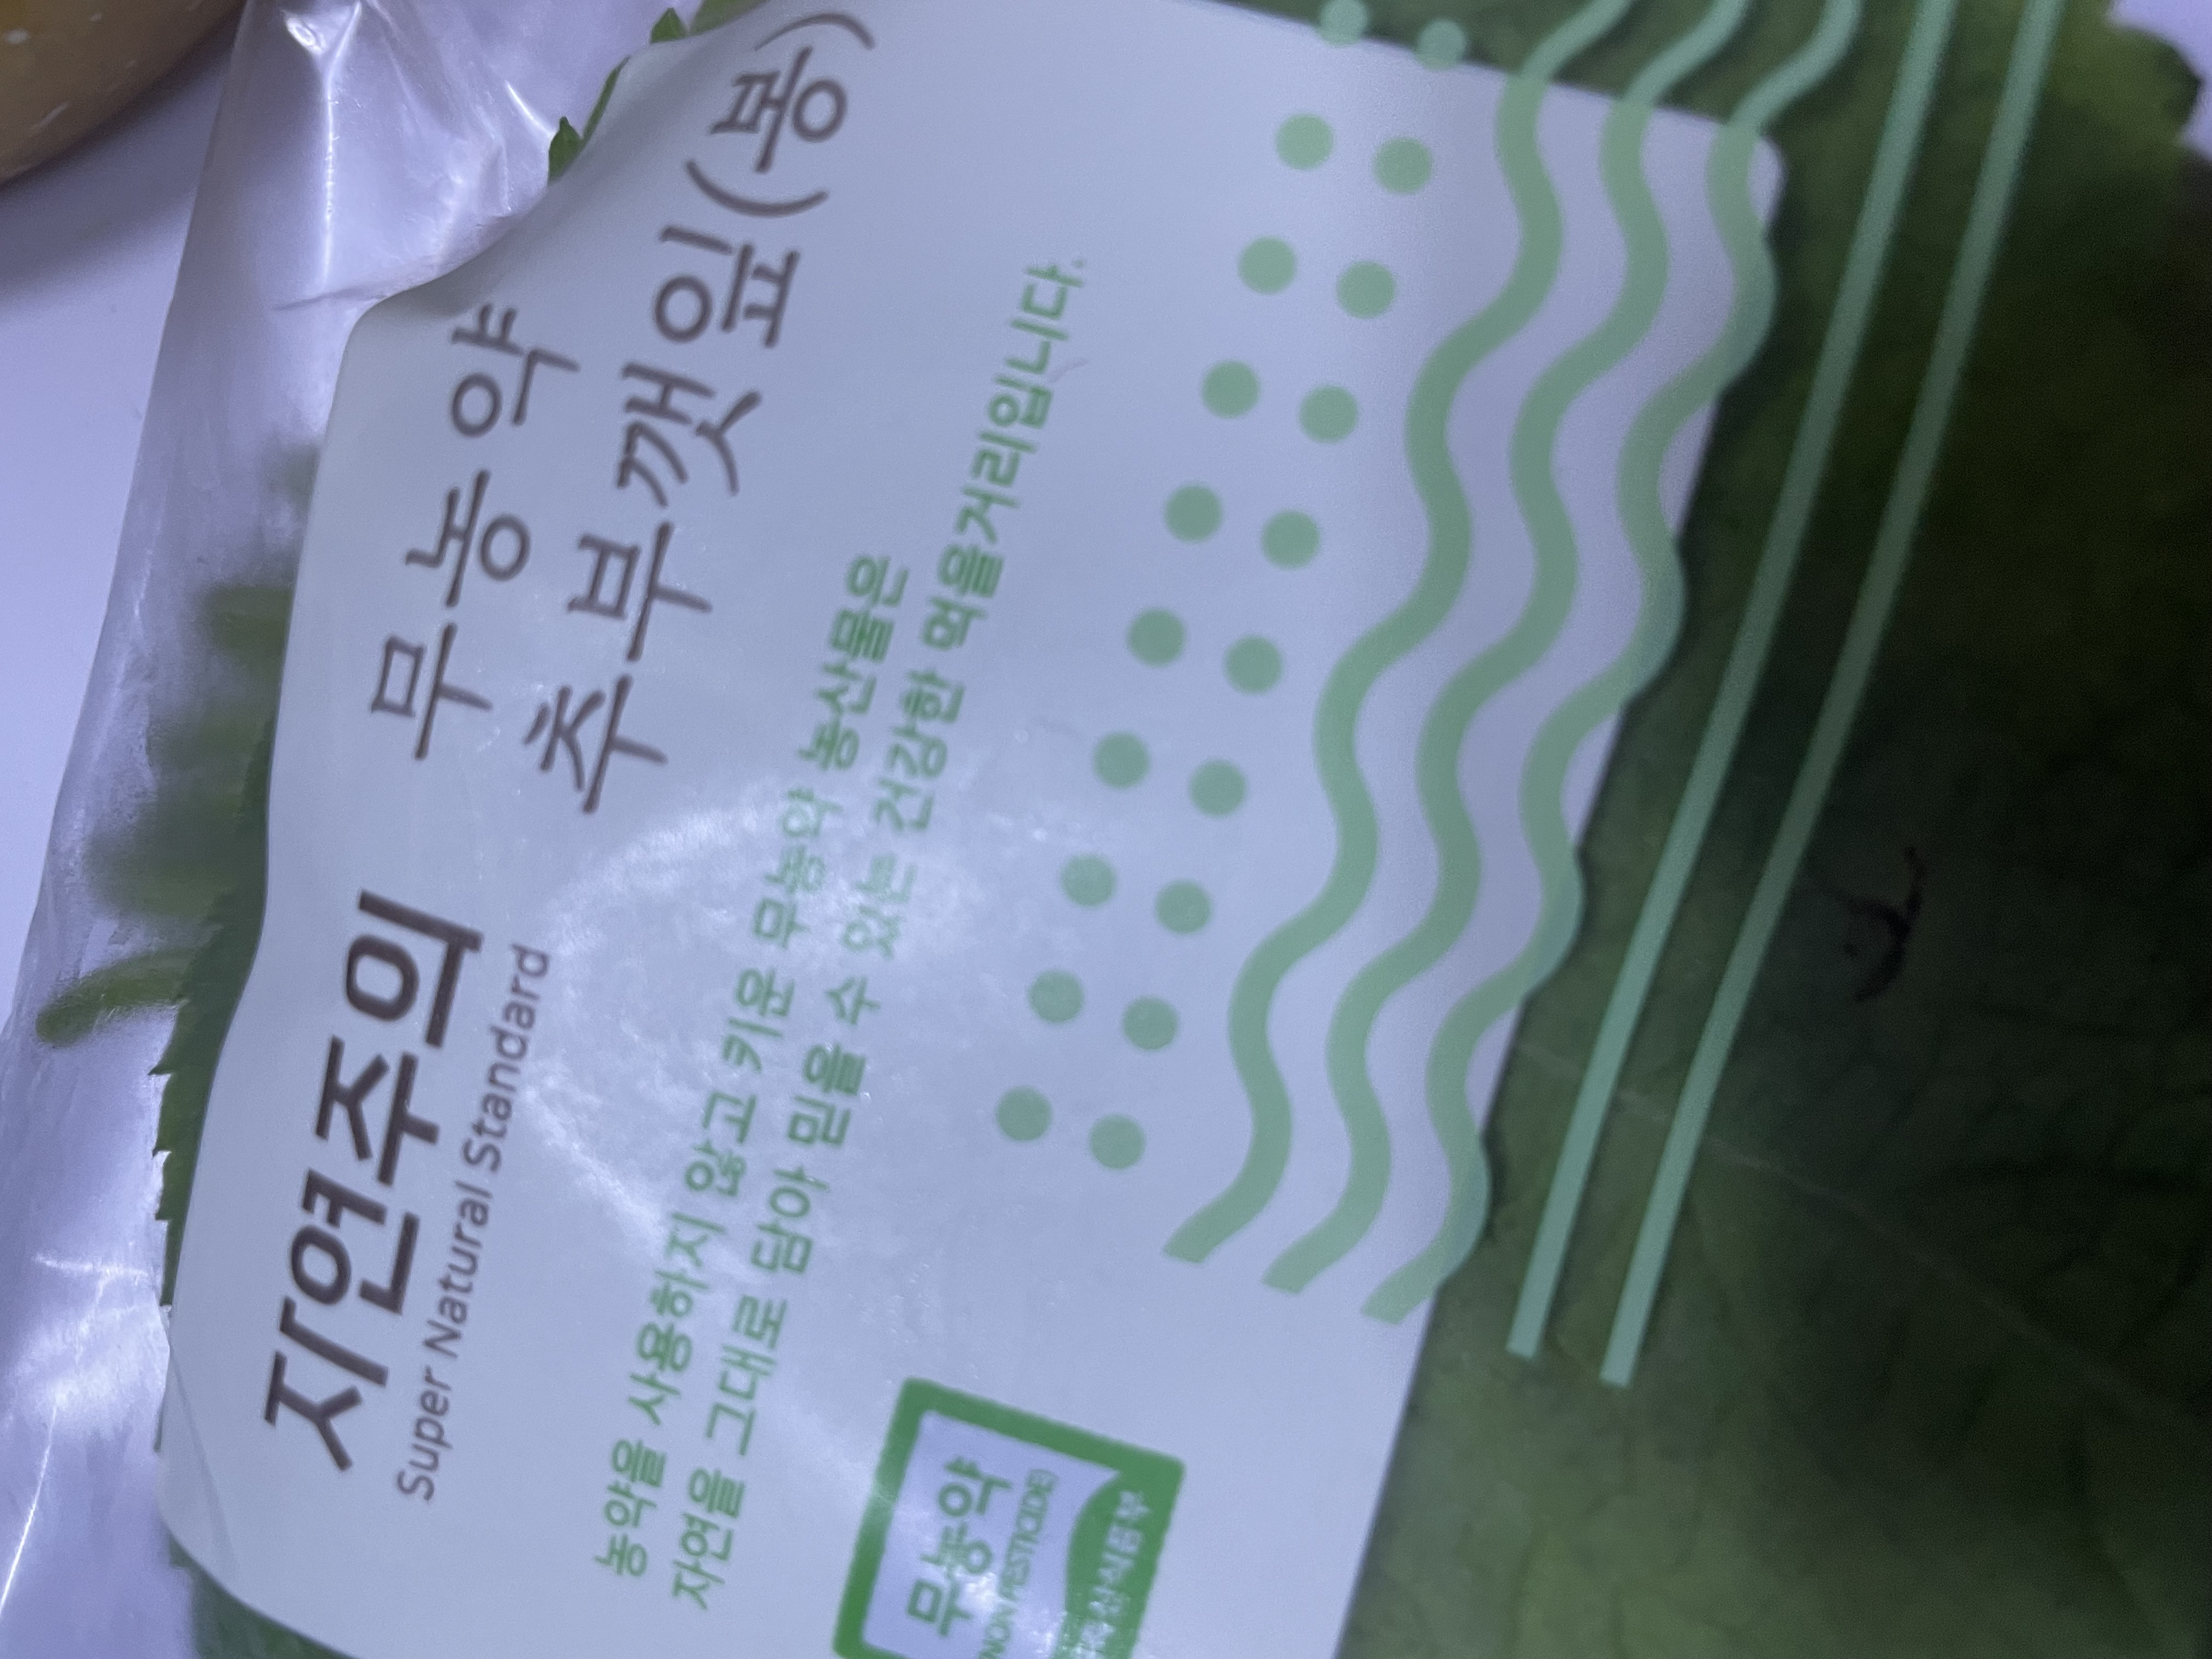 자연주의
Super Natural Standard
무농약
추부깻잎(봉)
농약을 사용하지 않고 키운 무농약 농산물은
자연을 그대로 담아 믿을 수 있는 건강한 먹을거리입니다.
무농약
(NON PESTICIDE)